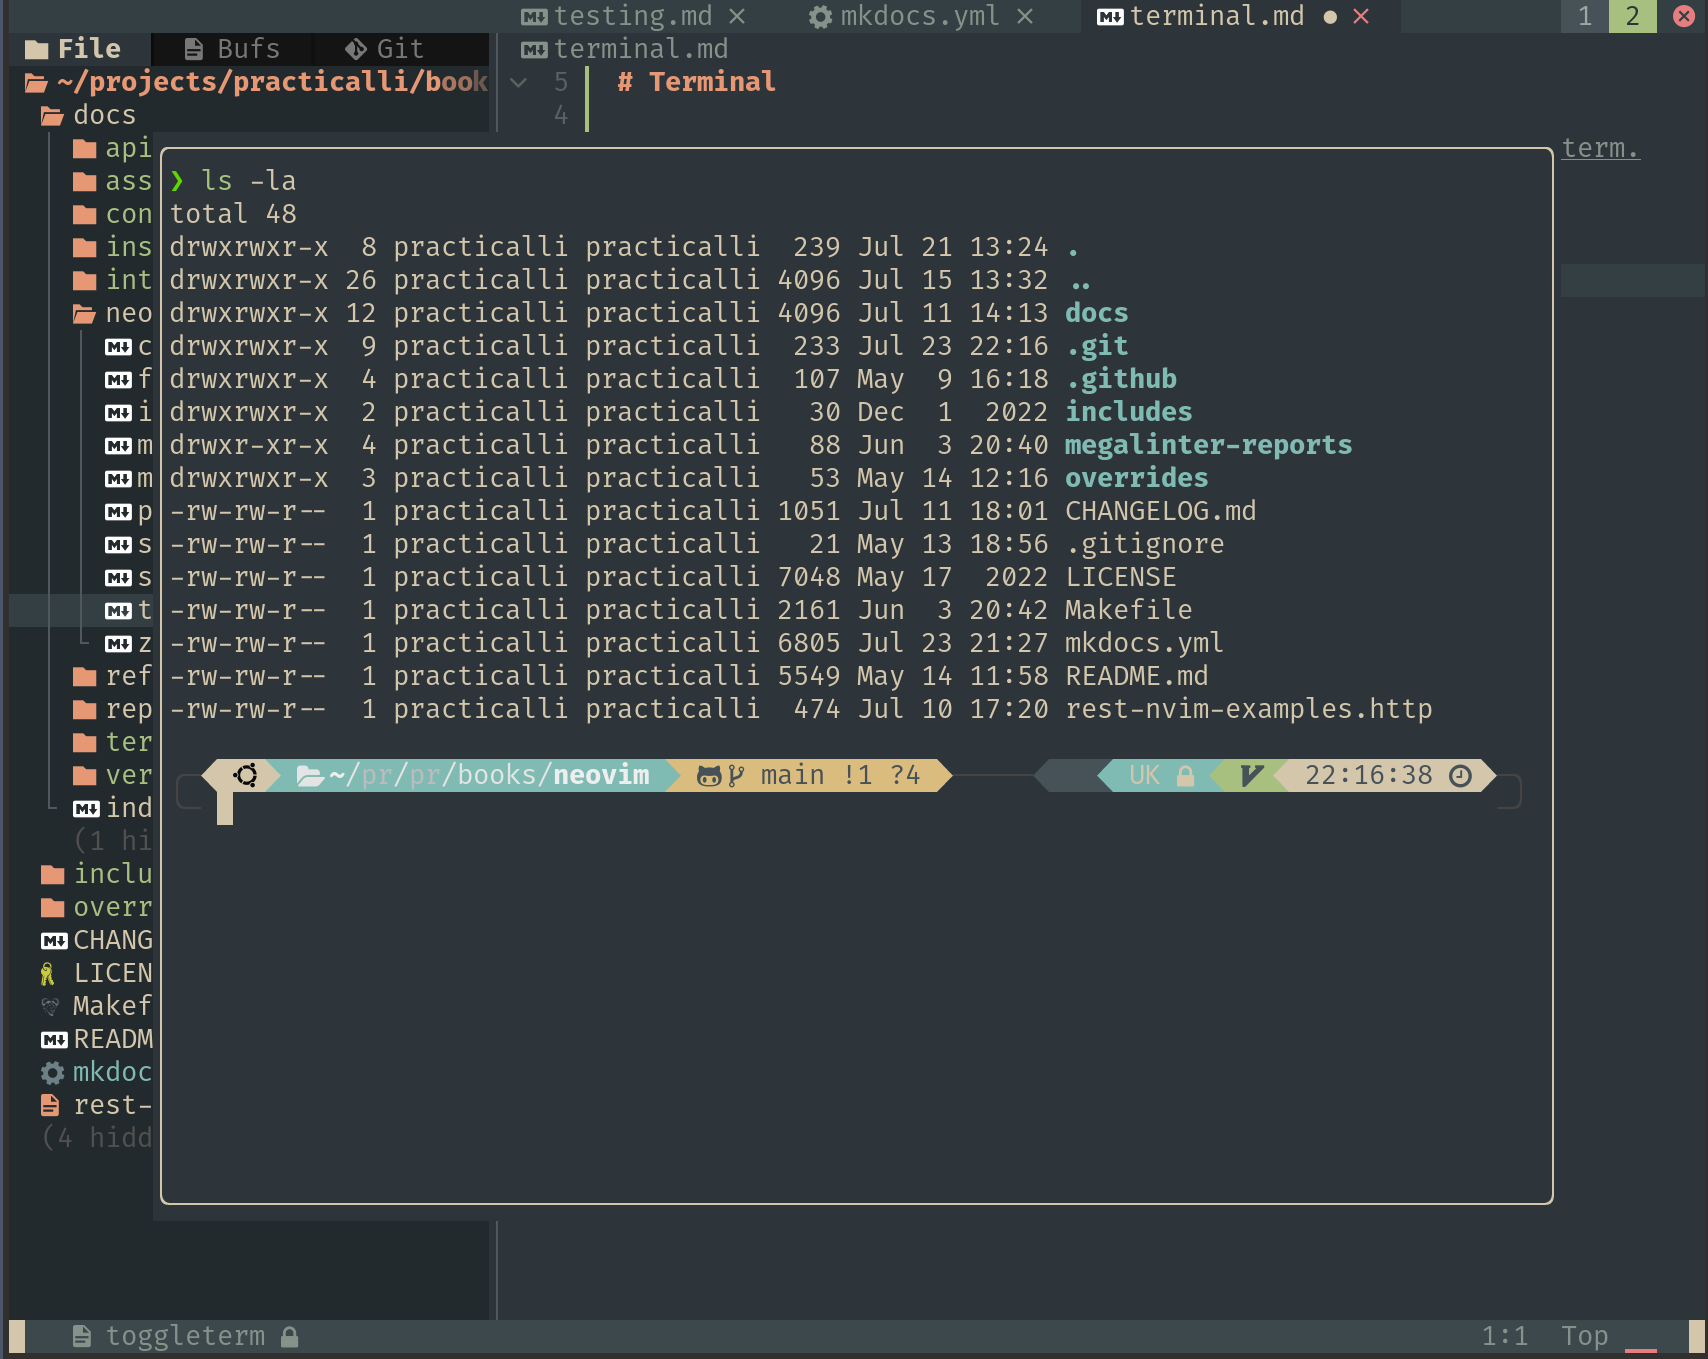 testing.md ✕ mkdocs.yml ✕ terminal.md ● ✕ 1 2
File Bufs Git terminal.md
~/projects/practicalli/book 5 # Terminal
docs 4
api term.
ass ❯ ls -la
con total 48
ins drwxrwxr-x 8 practicalli practicalli 239 Jul 21 13:24 .
int drwxrwxr-x 26 practicalli practicalli 4096 Jul 15 13:32 ..
neo drwxrwxr-x 12 practicalli practicalli 4096 Jul 11 14:13 docs
c drwxrwxr-x 9 practicalli practicalli 233 Jul 23 22:16 .git
f drwxrwxr-x 4 practicalli practicalli 107 May 9 16:18 .github
i drwxrwxr-x 2 practicalli practicalli 30 Dec 1 2022 includes
m drwxr-xr-x 4 practicalli practicalli 88 Jun 3 20:40 megalinter-reports
m drwxrwxr-x 3 practicalli practicalli 53 May 14 12:16 overrides
p -rw-rw-r-- 1 practicalli practicalli 1051 Jul 11 18:01 CHANGELOG.md
s -rw-rw-r-- 1 practicalli practicalli 21 May 13 18:56 .gitignore
s -rw-rw-r-- 1 practicalli practicalli 7048 May 17 2022 LICENSE
t -rw-rw-r-- 1 practicalli practicalli 2161 Jun 3 20:42 Makefile
z -rw-rw-r-- 1 practicalli practicalli 6805 Jul 23 21:27 mkdocs.yml
ref -rw-rw-r-- 1 practicalli practicalli 5549 May 14 11:58 README.md
rep -rw-rw-r-- 1 practicalli practicalli 474 Jul 10 17:20 rest-nvim-examples.http
ter
ver ~/pr/pr/books/neovim main !1 ?4 UK 22:16:38
ind
(1 hi
inclu
overr
CHANG
LICEN
Makef
READM
mkdoc
rest-
(4 hidd
toggleterm 1:1 Top